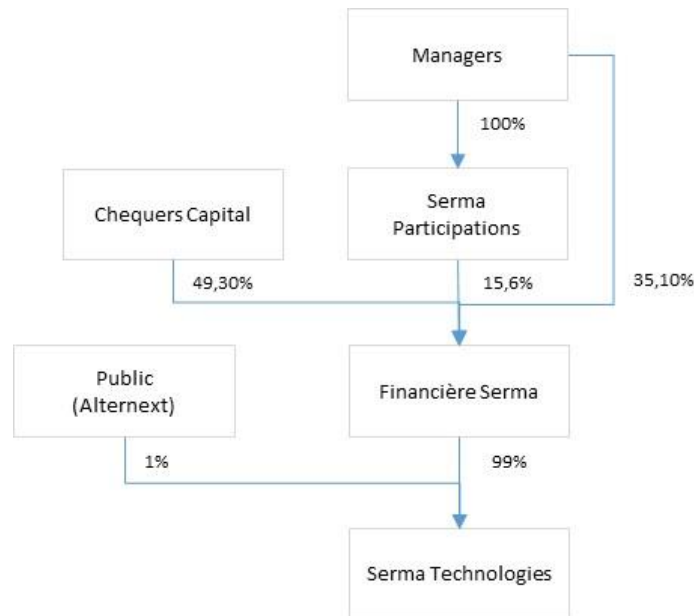 Managers
100%
Chequers Capital
Serma
Participations
49,30%
15,6%
35,10%
Public
(Alternext)
Financière Serma
1%
99%
Serma Technologies